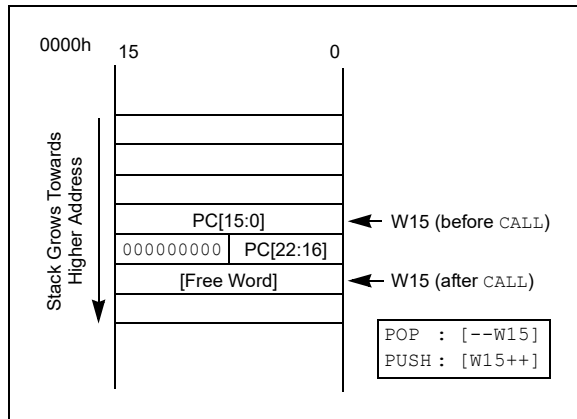 0000h
15 0
Stack Grows Towards
Higher Address
PC[15:0]
W15 (before CALL)
000000000 PC[22:16]
[Free Word]
W15 (after CALL)
POP : [--W15]
PUSH : [W15++]